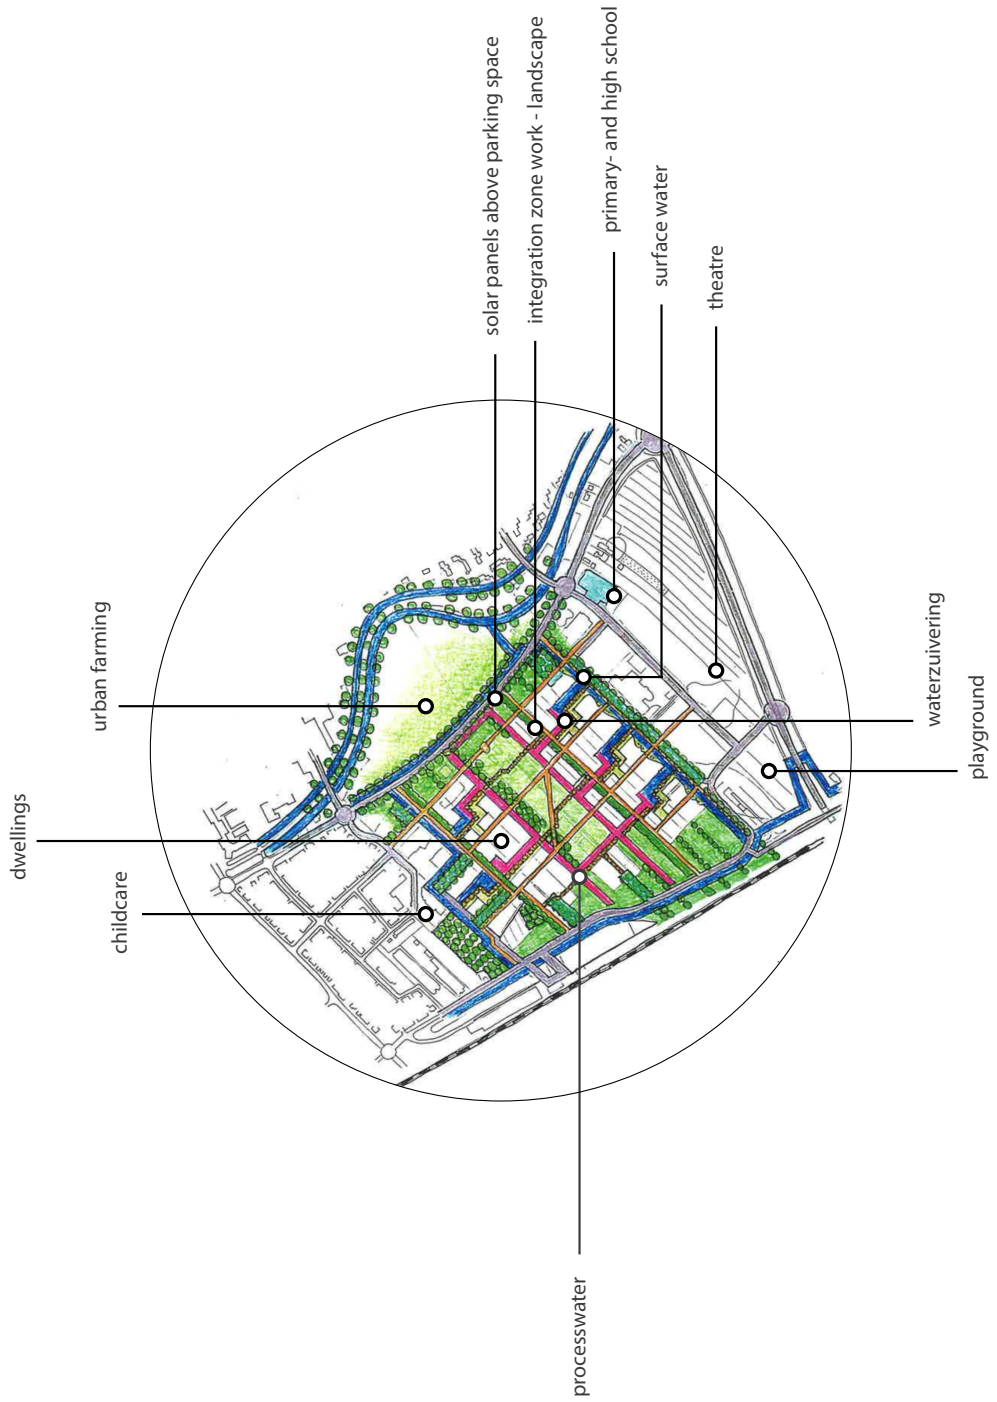 solar panels above parking space
integration zone work - landscape
primary- and high school
surface water
theatre
urban farming
dwellings
childcare
waterzuivering
playground
processwater